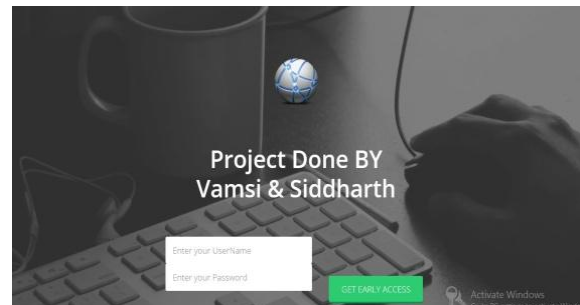 Project Done BY
Vamsi & Siddharth
Enter your UserName
Enter your Password
GET EARLY ACCESS
Activate Windows